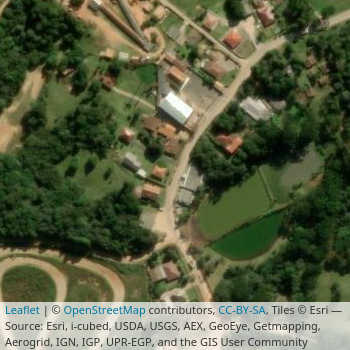 Leaflet | © OpenStreetMap contributors, CC-BY-SA, Tiles © Esri —
Source: Esri, i-cubed, USDA, USGS, AEX, GeoEye, Getmapping,
Aerogrid, IGN, IGP, UPR-EGP, and the GIS User Community